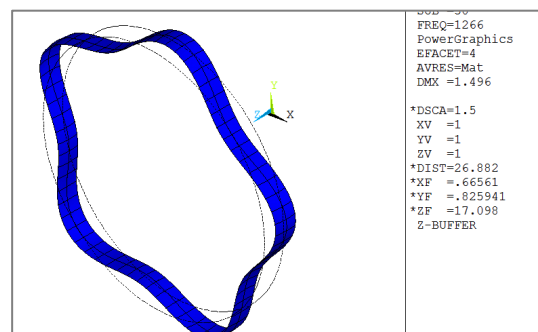 FREQ=1266
PowerGraphics
EFACET=4
AVRES=Mat
DMX =1.496
*DSCA=1.5
XV =1
YV =1
ZV =1
*DIST=26.882
*XF =.66561
*YF =.825941
*ZF =17.098
Z-BUFFER
Y
Z
X